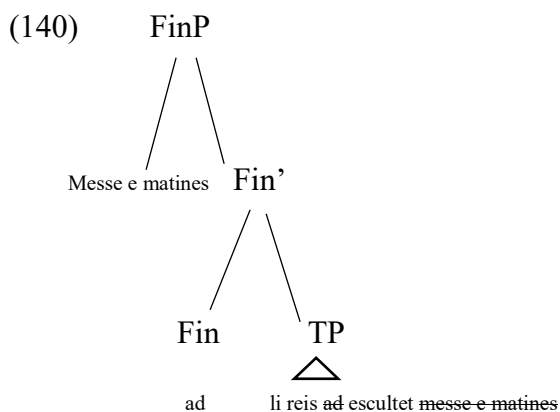 (140) FinP
Messe e matines Fin’
Fin TP
ad li reis ad escultet messe e matines